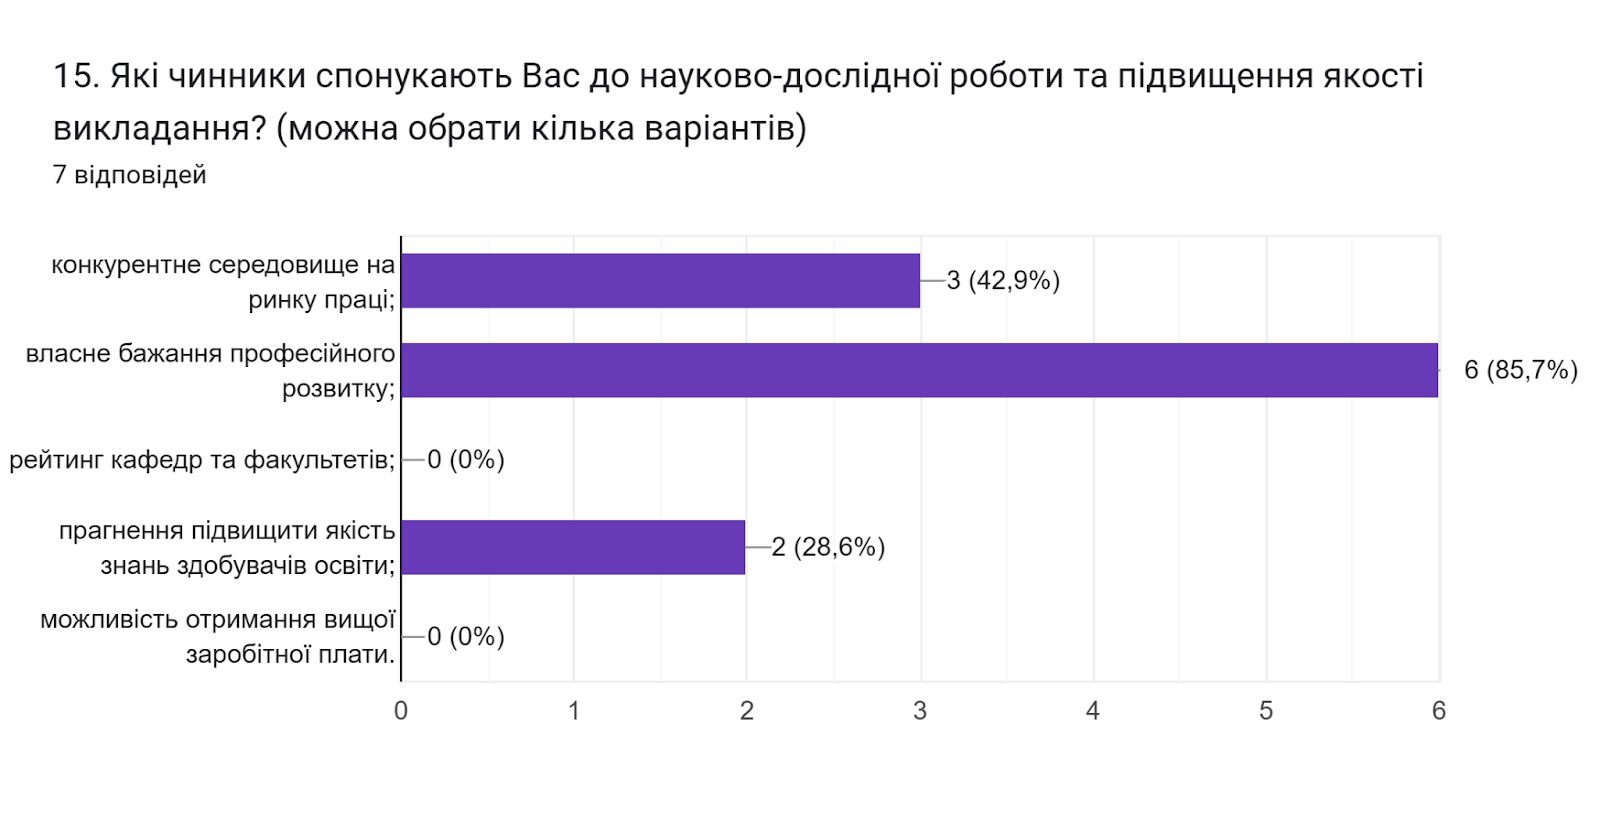 15. Які чинники спонукають Вас до науково-дослідної роботи та підвищення якості
викладання? (можна обрати кілька варіантів)
7 відповідей
конкурентне середовище на
ринку праці;
3 (42,9%)
власне бажання професійного
розвитку;
6 (85,7%)
рейтинг кафедр та факультетів;
0 (0%)
прагнення підвищити якість
знань здобувачів освіти;
2 (28,6%)
можливість отримання вищої
заробітної плати.
0 (0%)
0 1 2 3 4 5 6